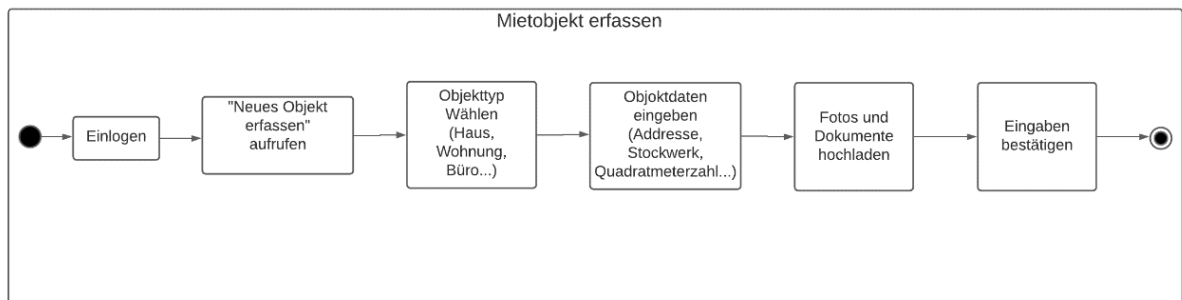 Mietobjekt erfassen
Einlogen
"Neues Objekt
erfassen"
aufrufen
Objekttyp
Wählen
(Haus,
Wohnung,
Büro...)
Objoktdaten
eingeben
(Addresse,
Stockwerk,
Quadratmeterzahl...)
Fotos und
Dokumente
hochladen
Eingaben
bestätigen